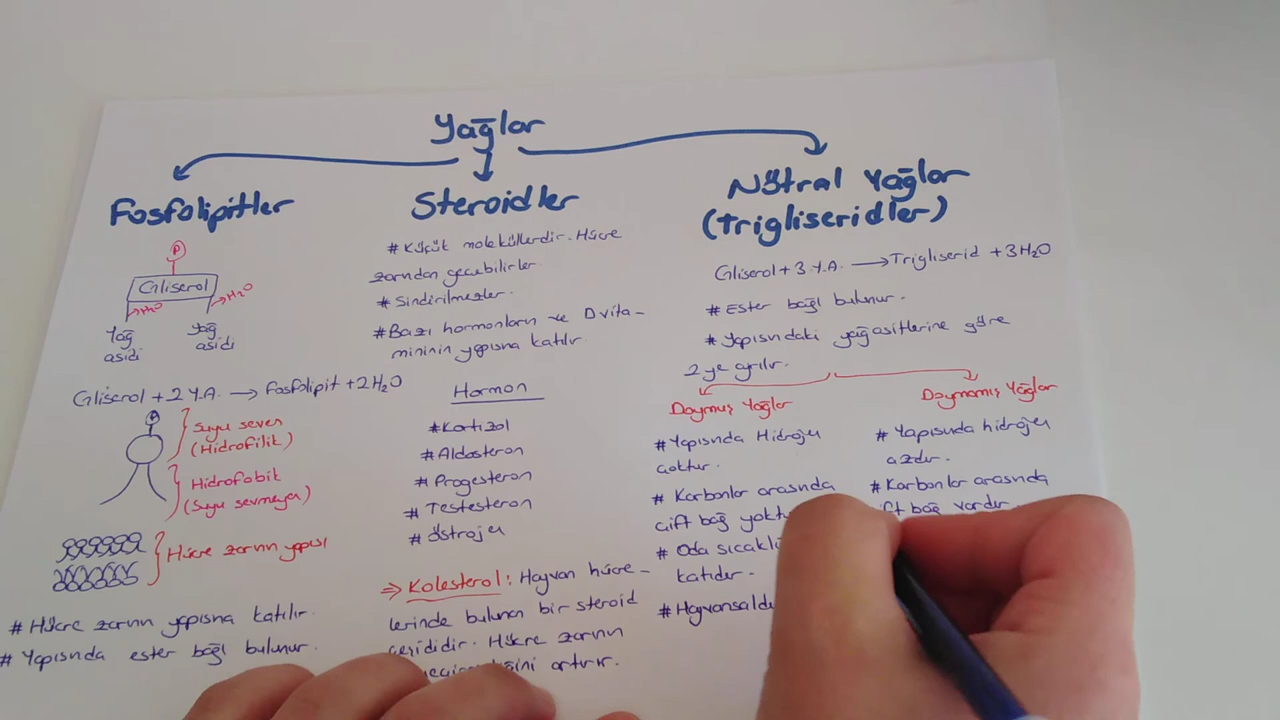 Yağlar
Fosfolipitler
P
Gliserol
H2O
H2O
Yağ
asidi
yağ
asidi
Gliserol + 2 Y.A. → Fosfolipit + 2H2O
P
Suyu seven
(Hidrofilik)
Hidrofobik
(Suyu sevmeyen)
Hücre zarının yapısı
# Hücre zarının yapısına katılır.
# Yapısında ester bağı bulunur.
Steroidler
# Küçük moleküllerdir. Hücre
zarından geçebilirler.
# Sindirilmezler.
# Bazı hormonların ve D vita-
mininin yapısına katılır.
Hormon
# Kortizol
# Aldosteron
# Progesteron
# Testesteron
# Östrojen
⇒ Kolesterol: Hayvan hücre-
lerinde bulunan bir steroid
çeşididir. Hücre zarının
artırır.
Nötral Yağlar
(Trigliseridler)
Gliserol + 3 Y.A. → Trigliserid + 3H2O
# Ester bağı bulunur.
# Yapısındaki yağ asitlerine göre
2 ye ayrılır.
Doymuş Yağlar
# Yapısında Hidrojen
çoktur.
# Karbonlar arasında
çift bağ
# Oda
katıdır.
#
Doymamış Yağlar
# Yapısında hidrojen
azdır.
# Karbonlar arasında
bağ vardır.